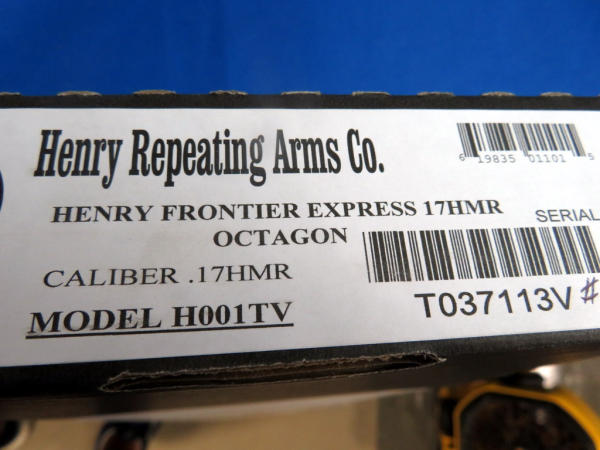 Henry Repeating Arms Co.
6 19835 01101 5
HENRY FRONTIER EXPRESS 17HMR
OCTAGON
SERIAL
CALIBER .17HMR
T037113V #
MODEL H001TV